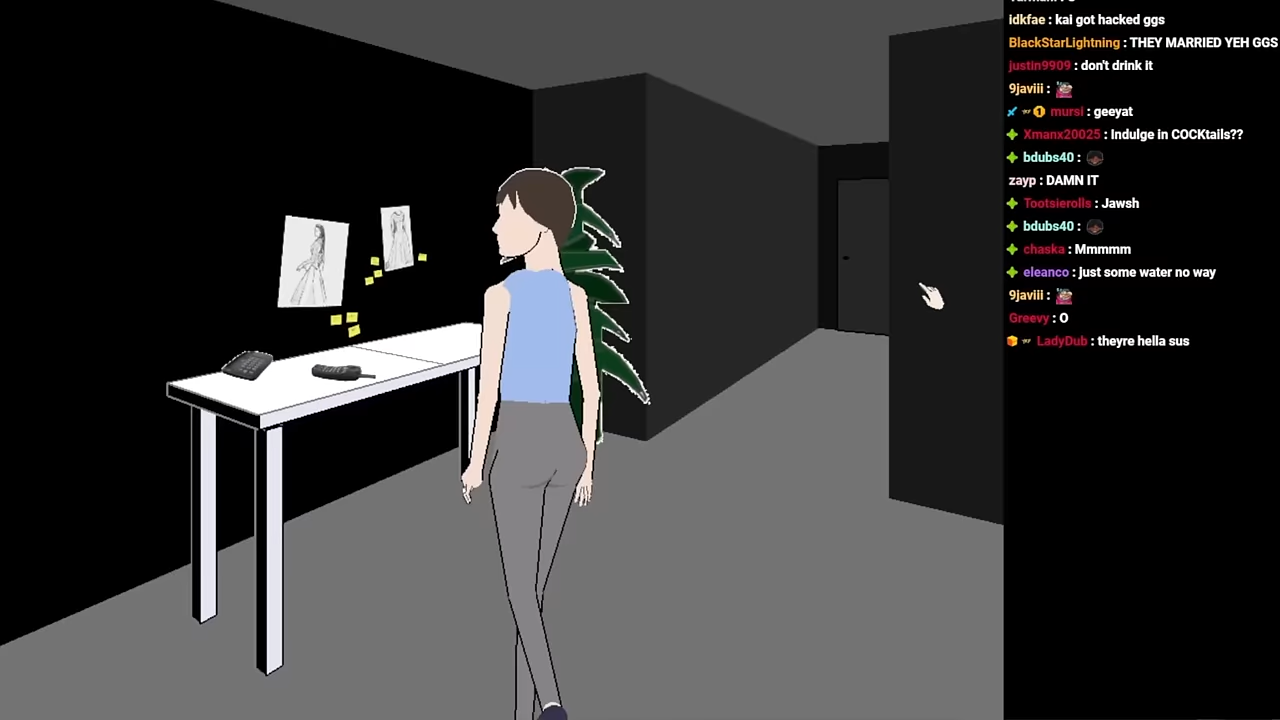 idkfae : kai got hacked ggs
BlackStarLightning : THEY MARRIED YEH GGS
justin9909 : don't drink it
9javiii :
1 mursi : geeyat
Xmanx20025 : Indulge in COCKtails??
bdubs40 :
zayp : DAMN IT
Tootsierolls : Jawsh
bdubs40 :
chaska : Mmmmm
eleanco : just some water no way
9javiii :
Greevy : O
LadyDub : theyre hella sus